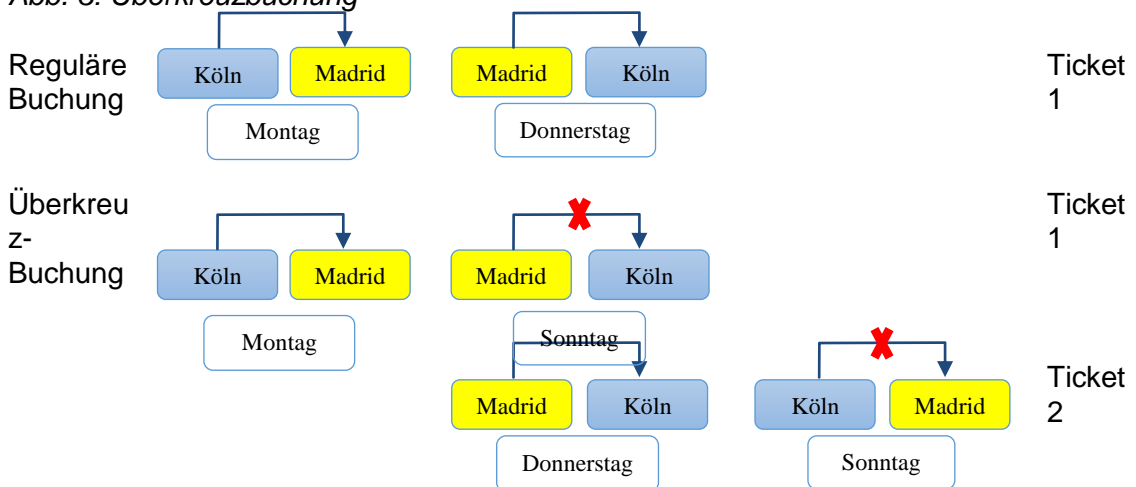 Abb. 3: Überkreuzbuchung
Reguläre
Buchung
Köln
Madrid
Madrid
Köln
Ticket
1
Montag
Donnerstag
Überkreu
z-
Buchung
Köln
Madrid
Madrid
Köln
Ticket
1
Montag
Sonntag
Madrid
Köln
Köln
Madrid
Ticket
2
Donnerstag
Sonntag